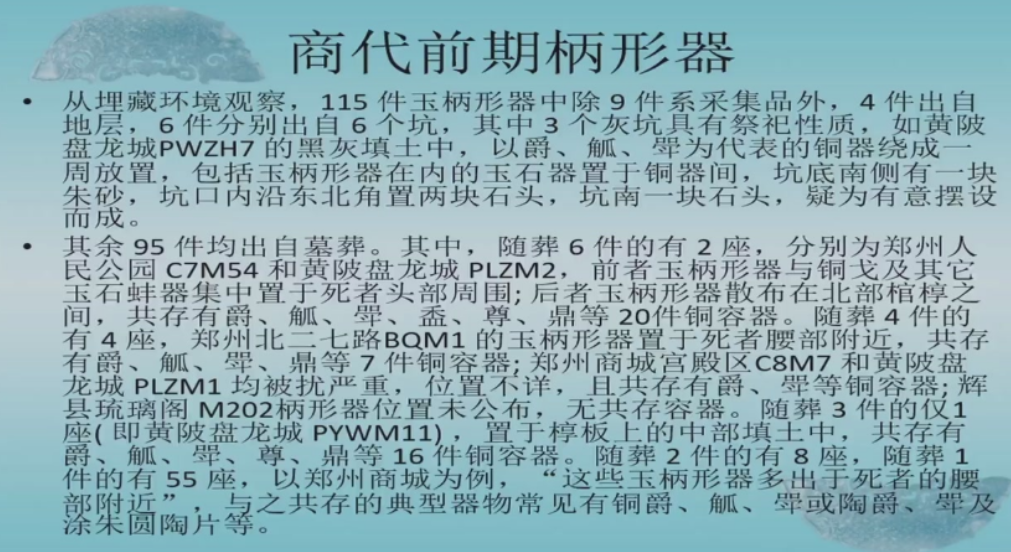 商代前期柄形器
• 从埋藏环境观察，115 件玉柄形器中除 9 件系采集品外，4 件出自
地层，6 件分别出自 6 个坑，其中 3 个灰坑具有祭祀性质，如黄陂
盘龙城PWZH7 的黑灰填土中，以爵、觚、斝为代表的铜器绕成一
周放置，包括玉柄形器在内的玉石器置于铜器间，坑底南侧有一块
朱砂，坑口内沿东北角置两块石头，坑南一块石头，疑为有意摆设
而成。
• 其余 95 件均出自墓葬。其中，随葬 6 件的有 2 座，分别为郑州人
民公园 C7M54 和黄陂盘龙城 PLZM2，前者玉柄形器与铜戈及其它
玉石蚌器集中置于死者头部周围; 后者玉柄形器散布在北部棺椁之
间，共存有爵、觚、斝、盉、尊、鼎等 20件铜容器。随葬 4 件的
有 4 座，郑州北二七路BQM1 的玉柄形器置于死者腰部附近，共存
有爵、觚、斝、鼎等 7 件铜容器; 郑州商城宫殿区C8M7 和黄陂盘
龙城 PLZM1 均被扰严重，位置不详，且共存有爵、斝等铜容器; 辉
县琉璃阁 M202柄形器位置未公布，无共存容器。随葬 3 件的仅1
座( 即黄陂盘龙城 PYWM11) ，置于椁板上的中部填土中，共存有
爵、觚、斝、尊、鼎等 16 件铜容器。随葬 2 件的有 8 座，随葬 1
件的有 55 座，以郑州商城为例，“这些玉柄形器多出于死者的腰
部附近”，与之共存的典型器物常见有铜爵、觚、斝或陶爵、斝及
涂朱圆陶片等。